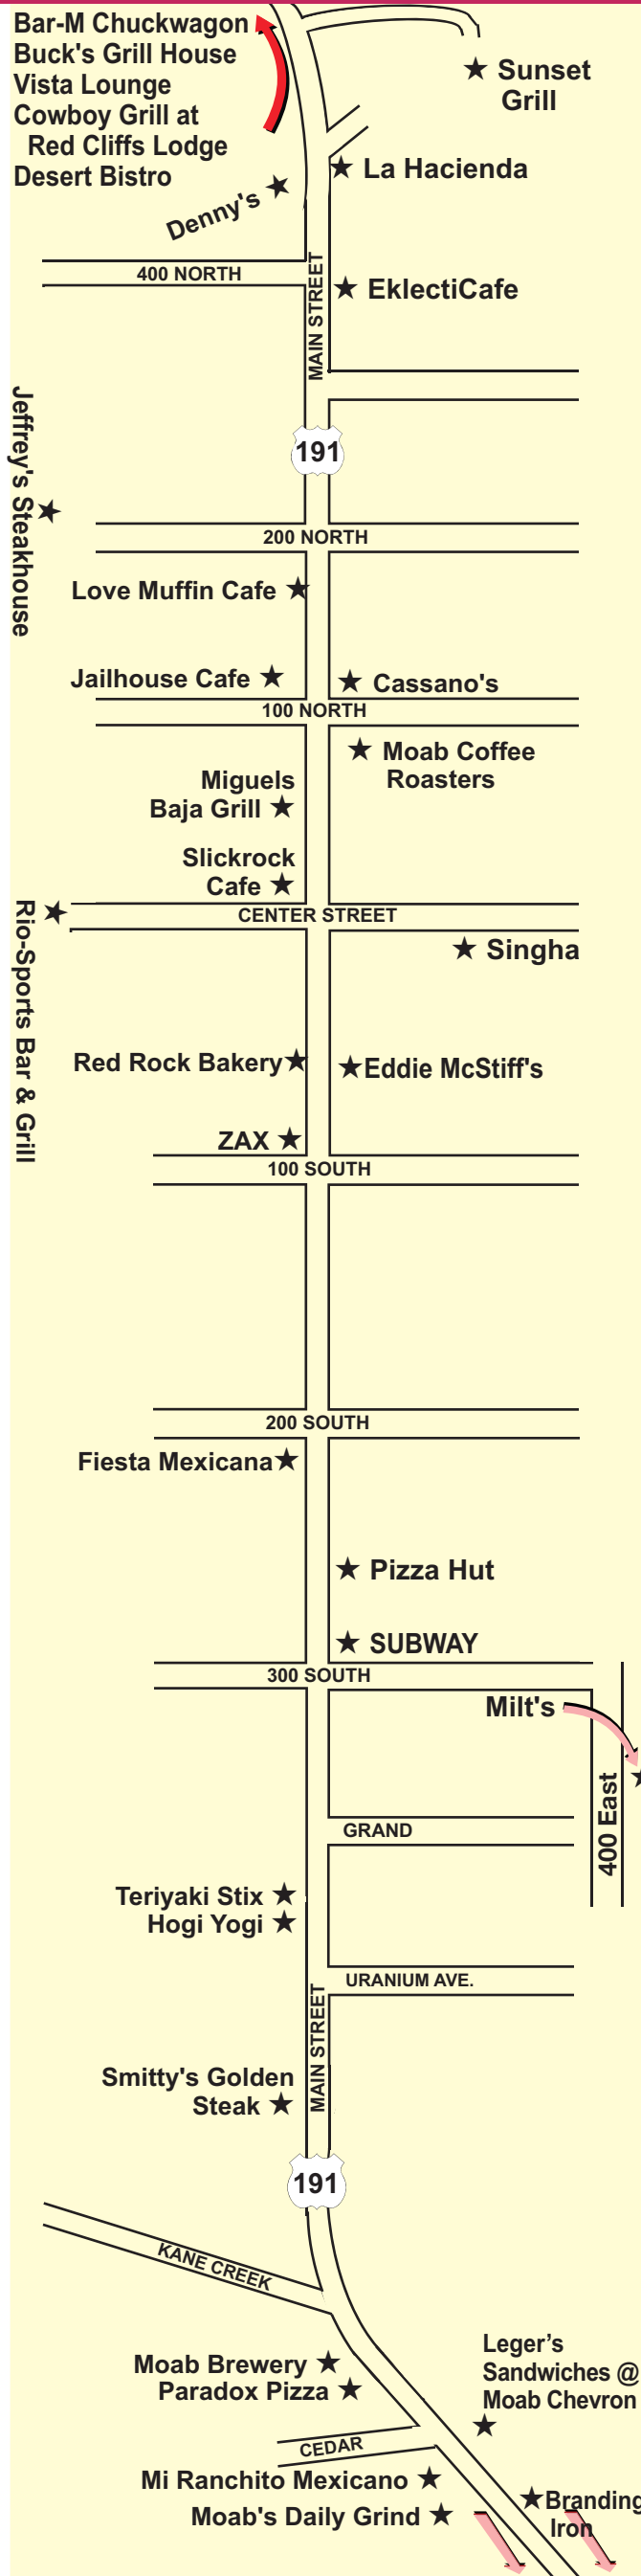 Bar-M Chuckwagon
Buck's Grill House
Vista Lounge
Cowboy Grill at
Red Cliffs Lodge
Desert Bistro
Sunset
Grill
La Hacienda
Denny's
400 NORTH
MAIN STREET
EklectiCafe
191
Jeffrey's Steakhouse
200 NORTH
Love Muffin Cafe
Jailhouse Cafe
Cassano's
100 NORTH
Moab Coffee
Roasters
Miguels
Baja Grill
Slickrock
Cafe
Rio-Sports Bar & Grill
CENTER STREET
Singha
Red Rock Bakery
Eddie McStiff's
ZAX
100 SOUTH
200 SOUTH
Fiesta Mexicana
Pizza Hut
SUBWAY
300 SOUTH
Milt's
400 East
GRAND
Teriyaki Stix
Hogi Yogi
URANIUM AVE.
MAIN STREET
Smitty's Golden
Steak
191
KANE CREEK
Leger’s
Sandwiches @
Moab Chevron
Moab Brewery
Paradox Pizza
CEDAR
Mi Ranchito Mexicano
Moab's Daily Grind
Branding
Iron